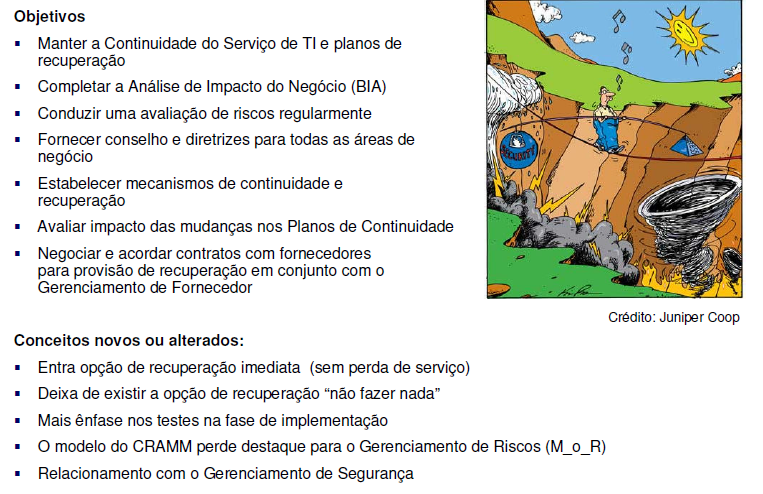 Objetivos
▪ Manter a Continuidade do Serviço de TI e planos de
recuperação
▪ Completar a Análise de Impacto do Negócio (BIA)
▪ Conduzir uma avaliação de riscos regularmente
▪ Fornecer conselho e diretrizes para todas as áreas de
negócio
▪ Estabelecer mecanismos de continuidade e
recuperação
▪ Avaliar impacto das mudanças nos Planos de Continuidade
▪ Negociar e acordar contratos com fornecedores
para provisão de recuperação em conjunto com o
Gerenciamento de Fornecedor
Crédito: Juniper Coop
Conceitos novos ou alterados:
▪ Entra opção de recuperação imediata (sem perda de serviço)
▪ Deixa de existir a opção de recuperação “não fazer nada”
▪ Mais ênfase nos testes na fase de implementação
▪ O modelo do CRAMM perde destaque para o Gerenciamento de Riscos (M_o_R)
▪ Relacionamento com o Gerenciamento de Segurança